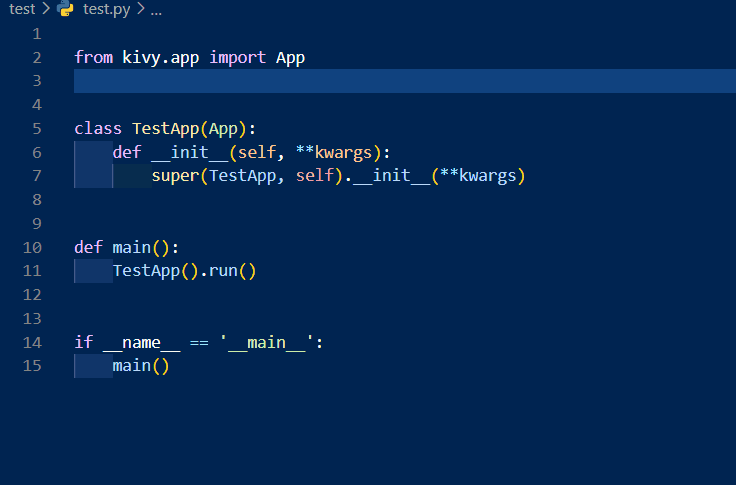 test > test.py > ...
1
2 from kivy.app import App
3
4
5 class TestApp(App):
6     def __init__(self, **kwargs):
7         super(TestApp, self).__init__(**kwargs)
8
9
10 def main():
11     TestApp().run()
12
13
14 if __name__ == '__main__':
15     main()